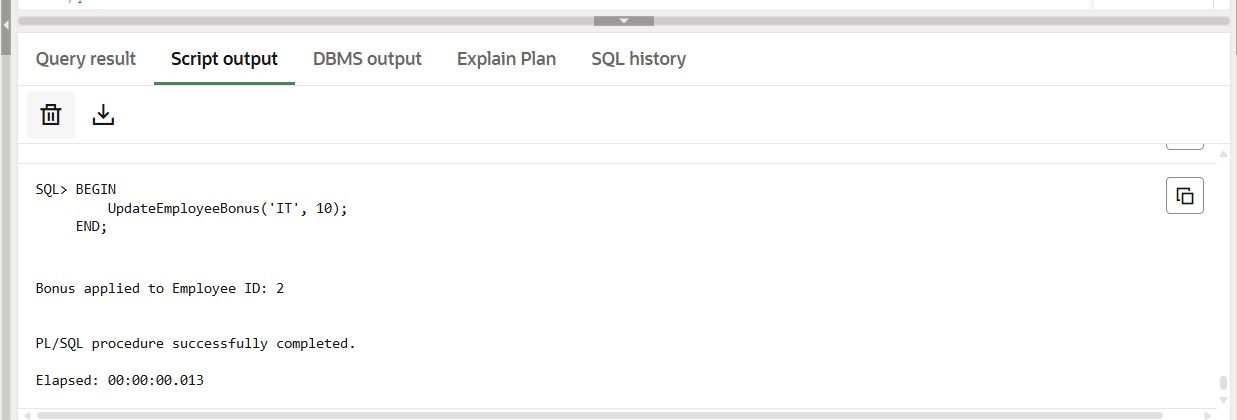 Query result Script output DBMS output Explain Plan SQL history
SQL> BEGIN
UpdateEmployeeBonus('IT', 10);
END;
Bonus applied to Employee ID: 2
PL/SQL procedure successfully completed.
Elapsed: 00:00:00.013